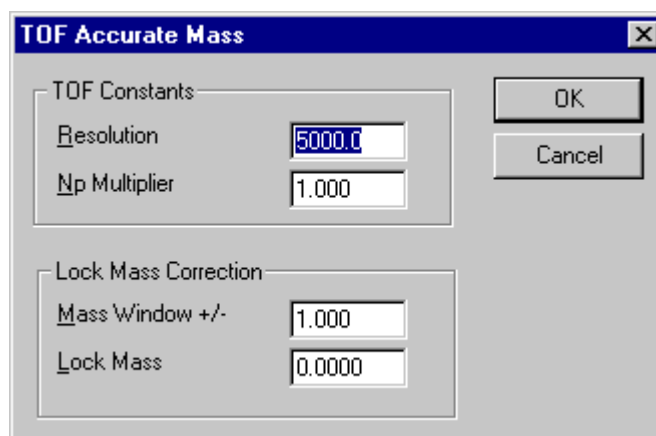 TOF Accurate Mass
TOF Constants
Resolution 5000.0
Np Multiplier 1.000
OK
Cancel
Lock Mass Correction
Mass Window +/- 1.000
Lock Mass 0.0000